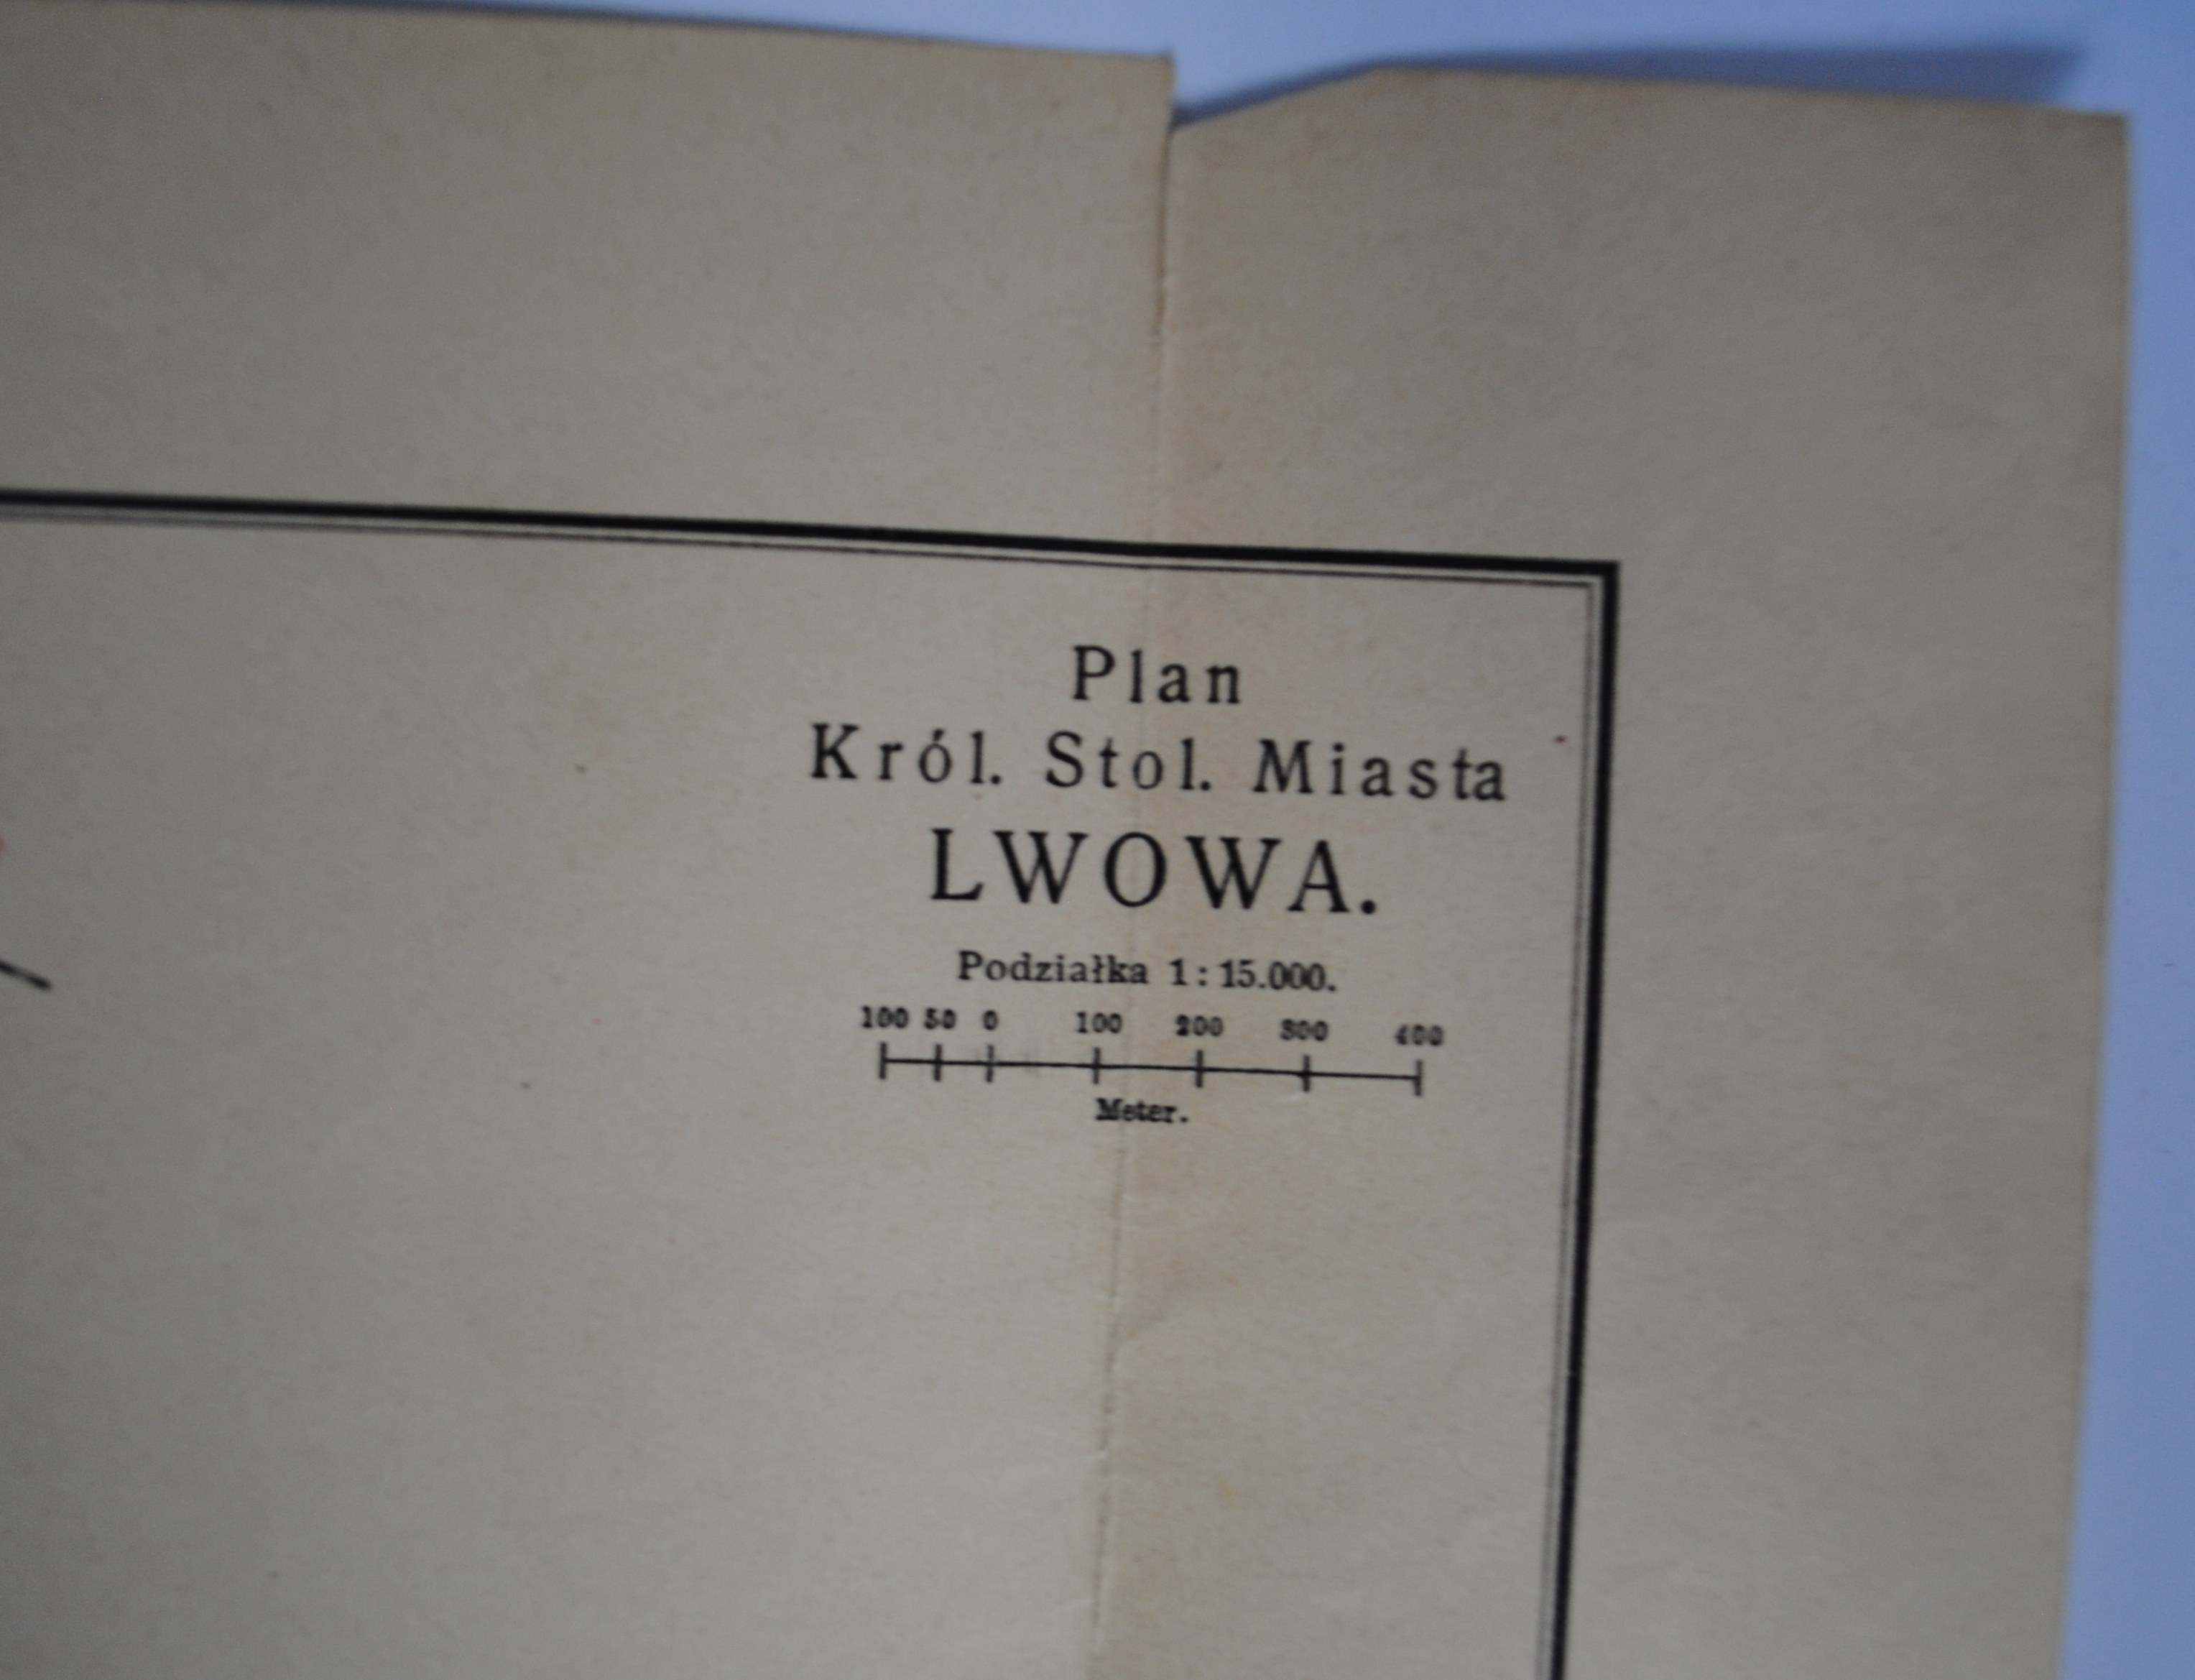 Plan
Król. Stol. Miasta
LWOWA.
Podziałka 1 : 15.000.
100 50 0 100 200 300 400
Meter.